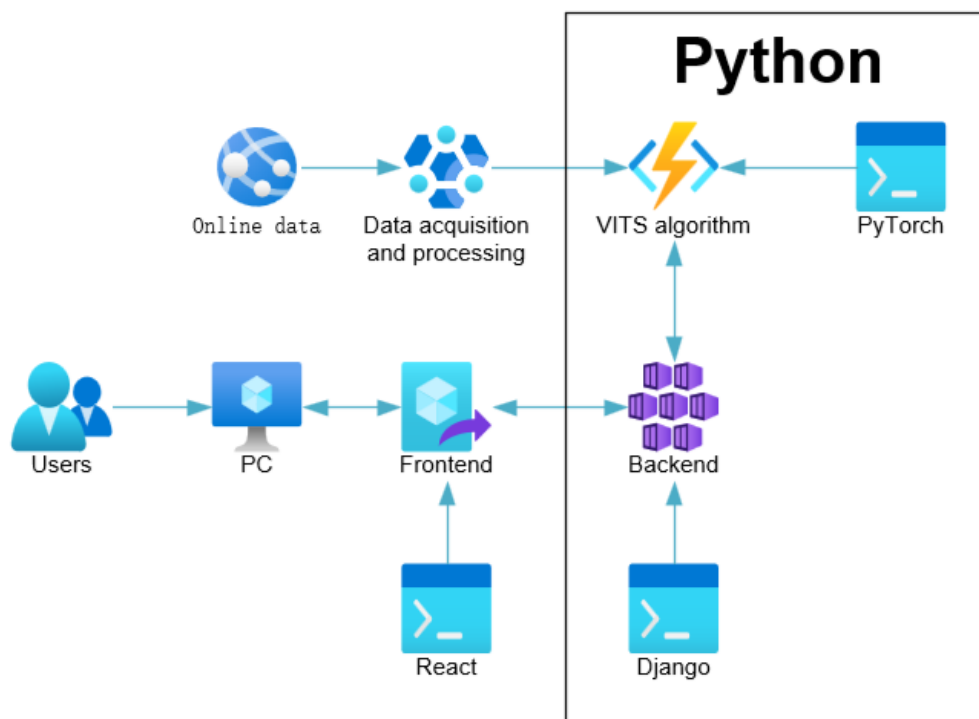 Python
Online data
Data acquisition
and processing
VITS algorithm
PyTorch
Users
PC
Frontend
Backend
React
Django